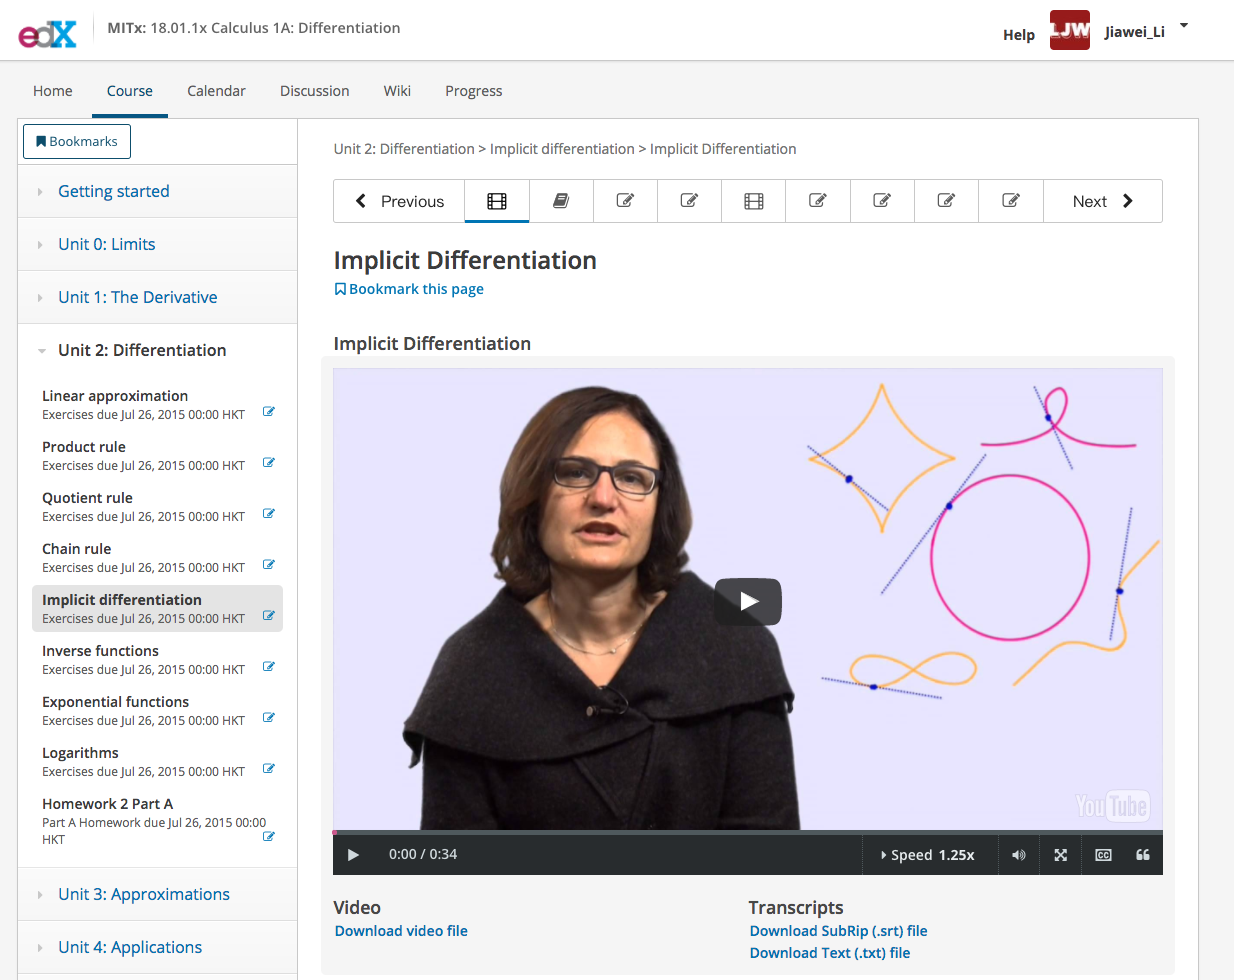 edX
MITx: 18.01.1x Calculus 1A: Differentiation
Help
LJW
Jiawei_Li
Home
Course
Calendar
Discussion
Wiki
Progress
Bookmarks
Getting started
Unit 0: Limits
Unit 1: The Derivative
Unit 2: Differentiation
Linear approximation
Exercises due Jul 26, 2015 00:00 HKT
Product rule
Exercises due Jul 26, 2015 00:00 HKT
Quotient rule
Exercises due Jul 26, 2015 00:00 HKT
Chain rule
Exercises due Jul 26, 2015 00:00 HKT
Implicit differentiation
Exercises due Jul 26, 2015 00:00 HKT
Inverse functions
Exercises due Jul 26, 2015 00:00 HKT
Exponential functions
Exercises due Jul 26, 2015 00:00 HKT
Logarithms
Exercises due Jul 26, 2015 00:00 HKT
Homework 2 Part A
Part A Homework due Jul 26, 2015 00:00
HKT
Unit 3: Approximations
Unit 4: Applications
Unit 2: Differentiation > Implicit differentiation > Implicit Differentiation
Previous
Next
Implicit Differentiation
Bookmark this page
Implicit Differentiation
YouTube
0:00 / 0:34
Speed 1.25x
CC
Video
Download video file
Transcripts
Download SubRip (.srt) file
Download Text (.txt) file